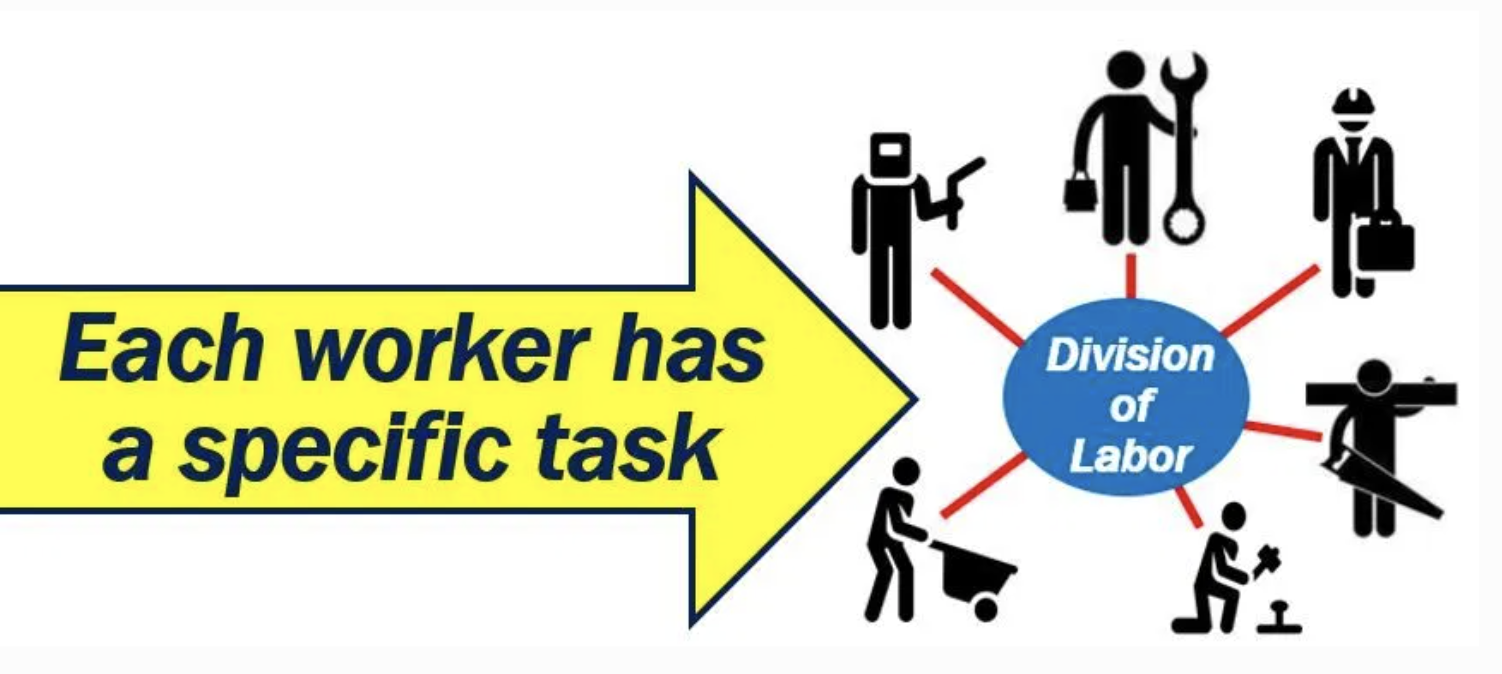 Each worker has
a specific task
Division
of
Labor